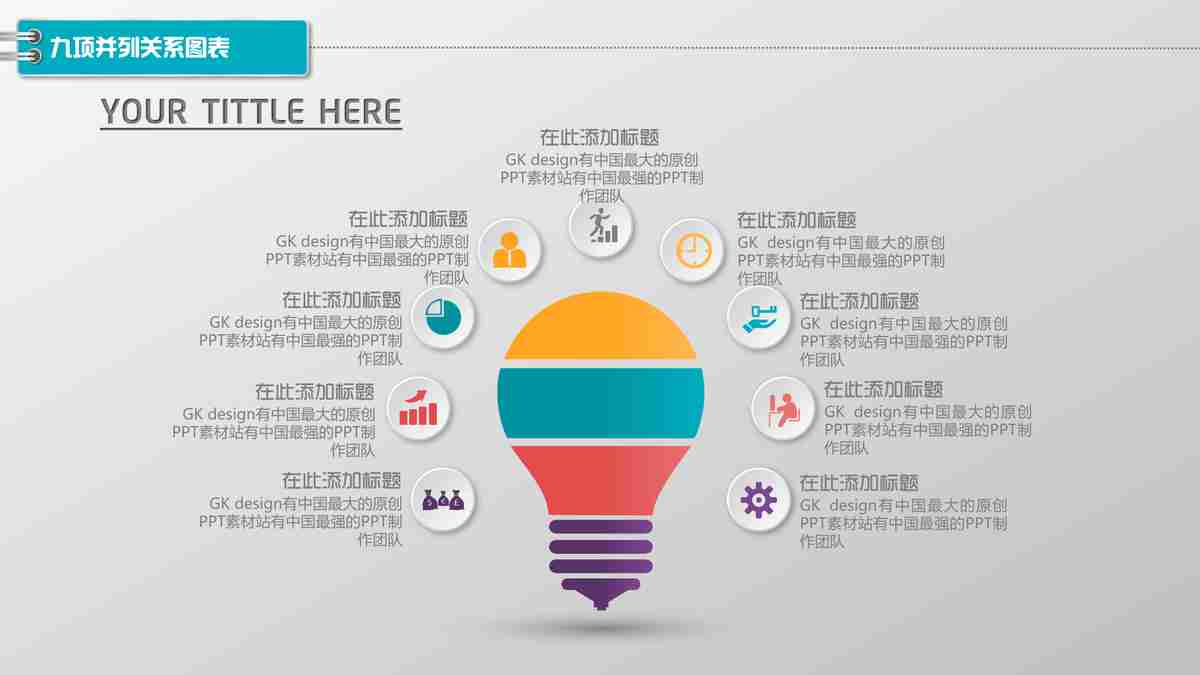 九项并列关系图表
YOUR TITTLE HERE
在此添加标题
GK design有中国最大的原创
PPT素材站有中国最强的PPT制
作团队
在此添加标题
GK design有中国最大的原创
PPT素材站有中国最强的PPT制
作团队
在此添加标题
GK design有中国最大的原创
PPT素材站有中国最强的PPT制
作团队
在此添加标题
GK design有中国最大的原创
PPT素材站有中国最强的PPT制
作团队
在此添加标题
GK design有中国最大的原创
PPT素材站有中国最强的PPT制
作团队
在此添加标题
GK design有中国最大的原创
PPT素材站有中国最强的PPT制
作团队
在此添加标题
GK design有中国最大的原创
PPT素材站有中国最强的PPT制
作团队
在此添加标题
GK design有中国最大的原创
PPT素材站有中国最强的PPT制
作团队
在此添加标题
GK design有中国最大的原创
PPT素材站有中国最强的PPT制
作团队